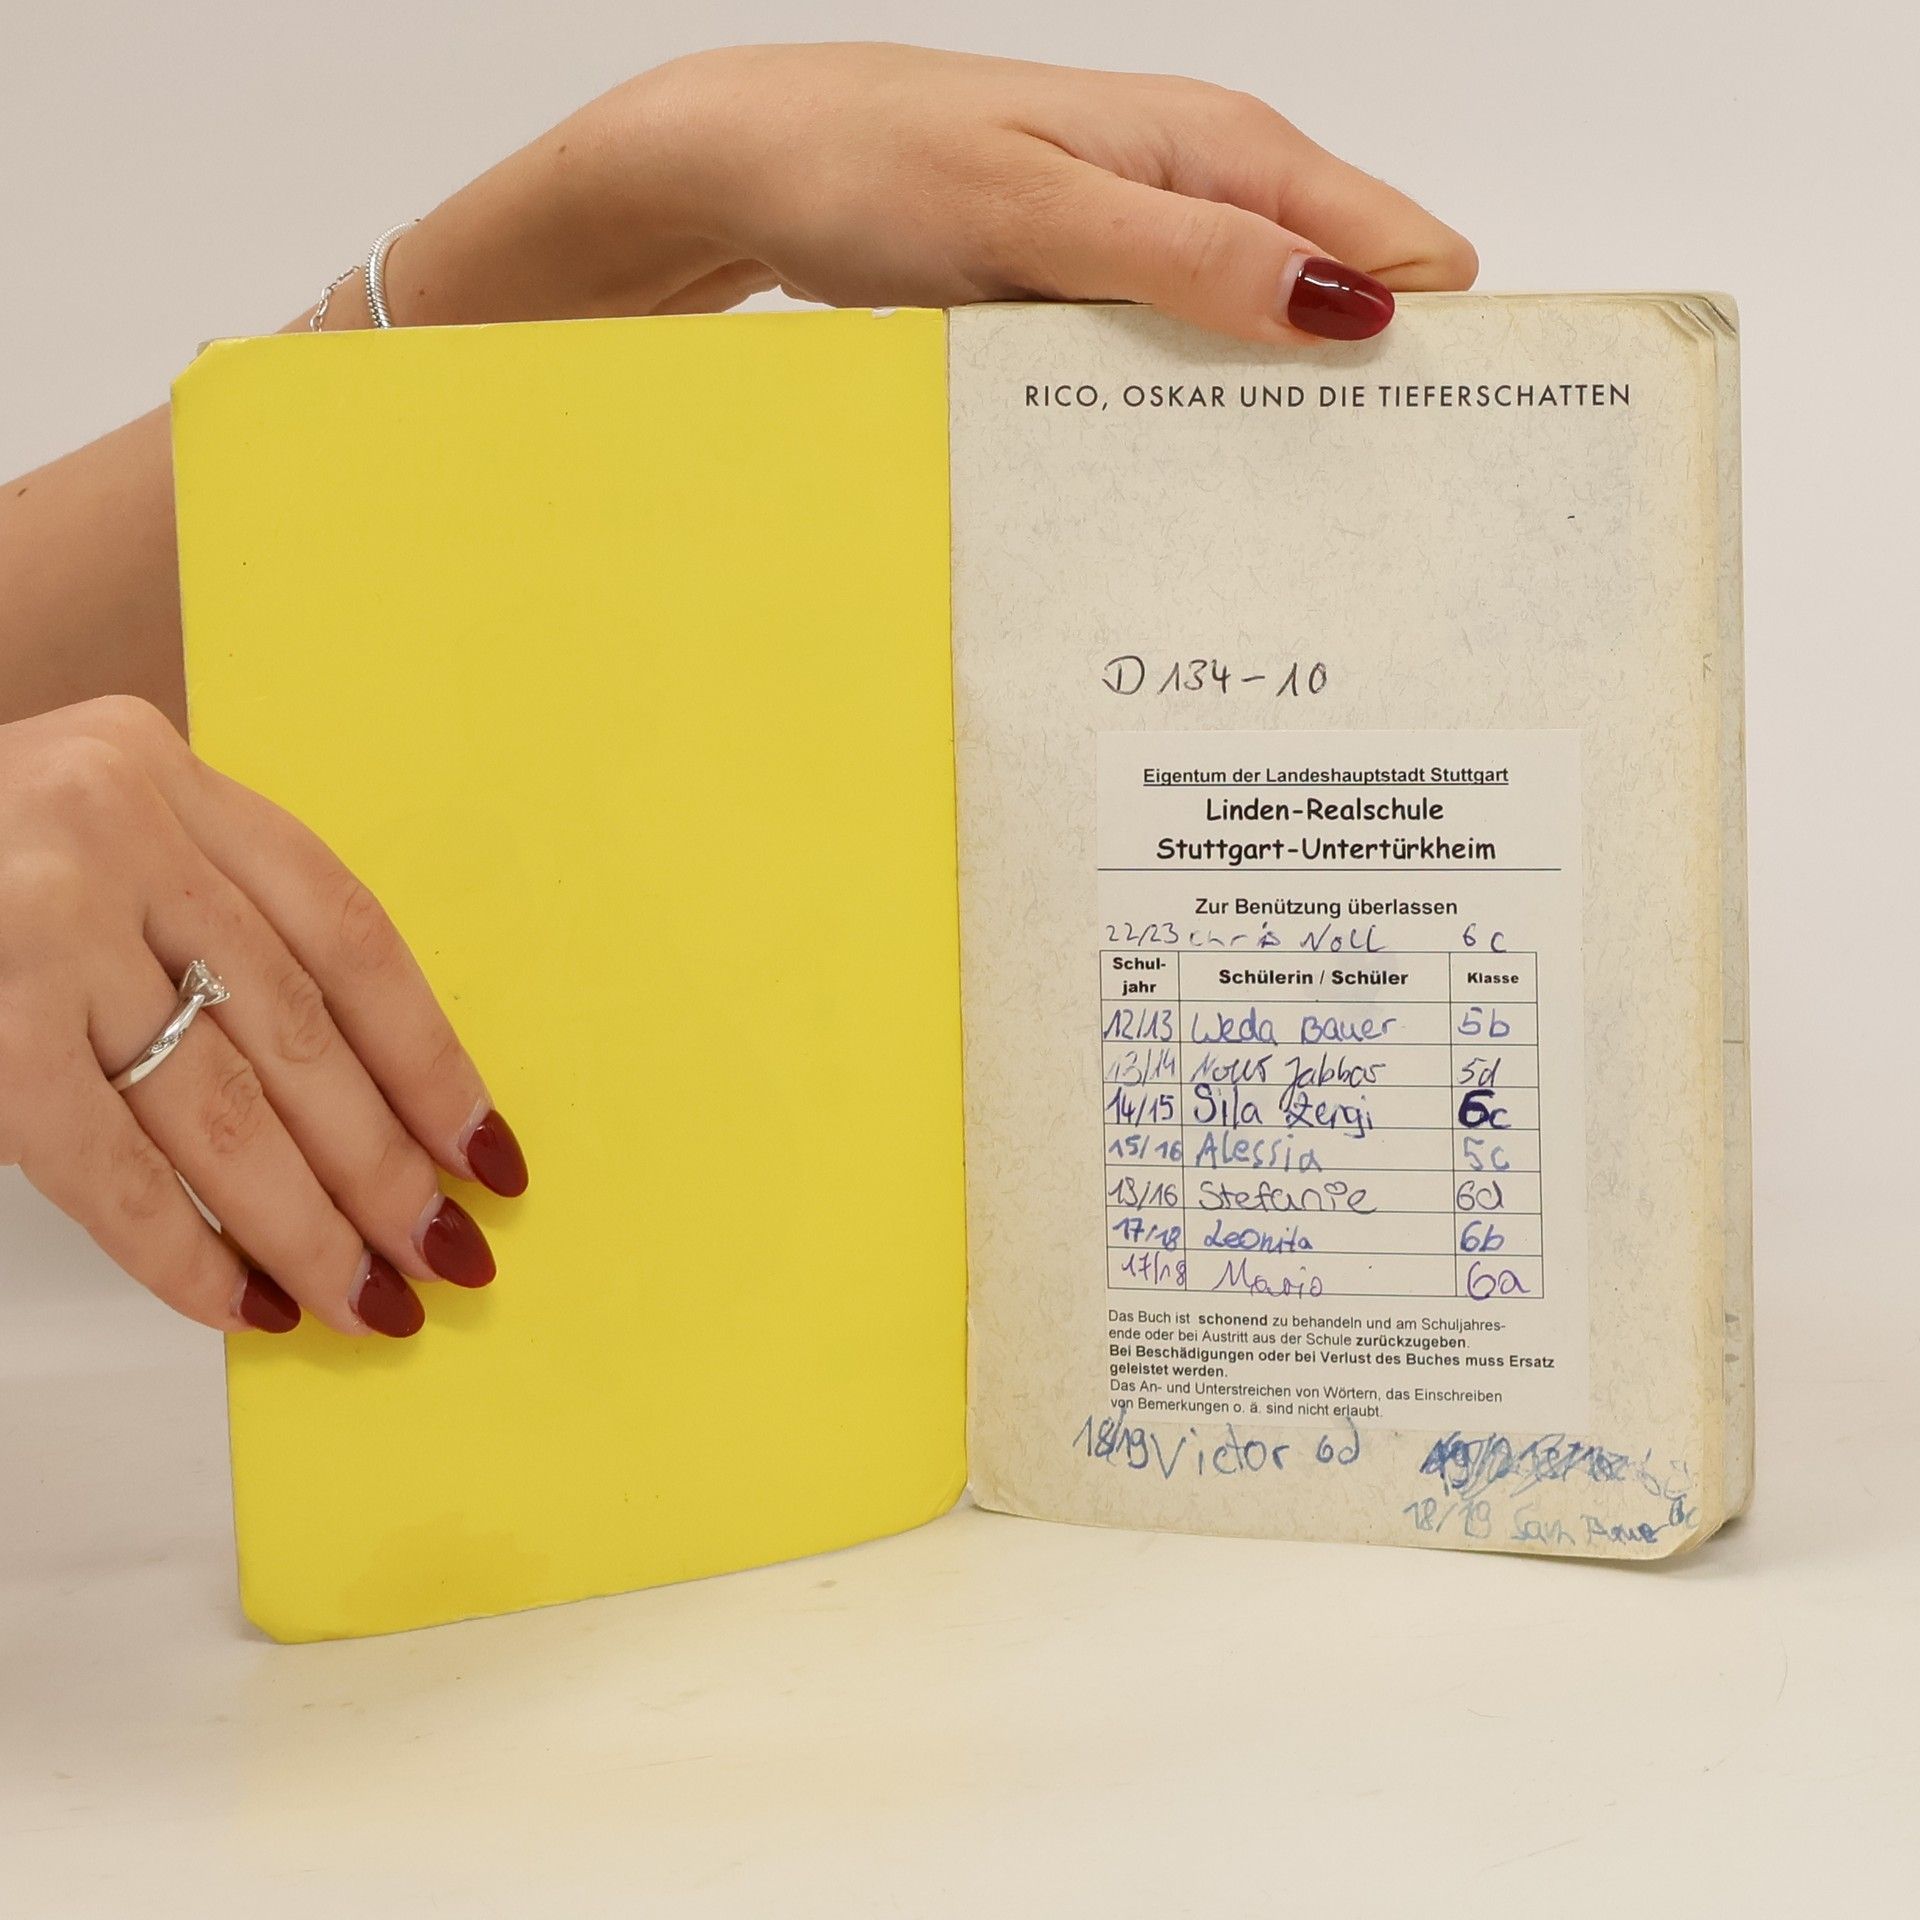 RICO, OSKAR UND DIE TIEFERSCHATTEN
D 134-10
Eigentum der Landeshauptstadt Stuttgart
Linden-Realschule
Stuttgart-Untertürkheim
Zur Benützung überlassen
22/23 Chris Noll 6c
Schul-jahr Schülerin / Schüler Klasse
12/13 Weda Bauer 5b
13/14 Nour Jabbar 5d
14/15 Sila 6c
15/16 Alessia 5c
15/16 Stefanie 6d
17/18 Leonita 6b
17/18 Mario 6a
Das Buch ist schonend zu behandeln und am Schuljahres-
ende oder bei Austritt aus der Schule zurückzugeben.
Bei Beschädigungen oder bei Verlust des Buches muss Ersatz
geleistet werden.
Das An- und Unterstreichen von Wörtern, das Einschreiben
von Bemerkungen o. ä. sind nicht erlaubt.
18/19 Victor 6d
18/19